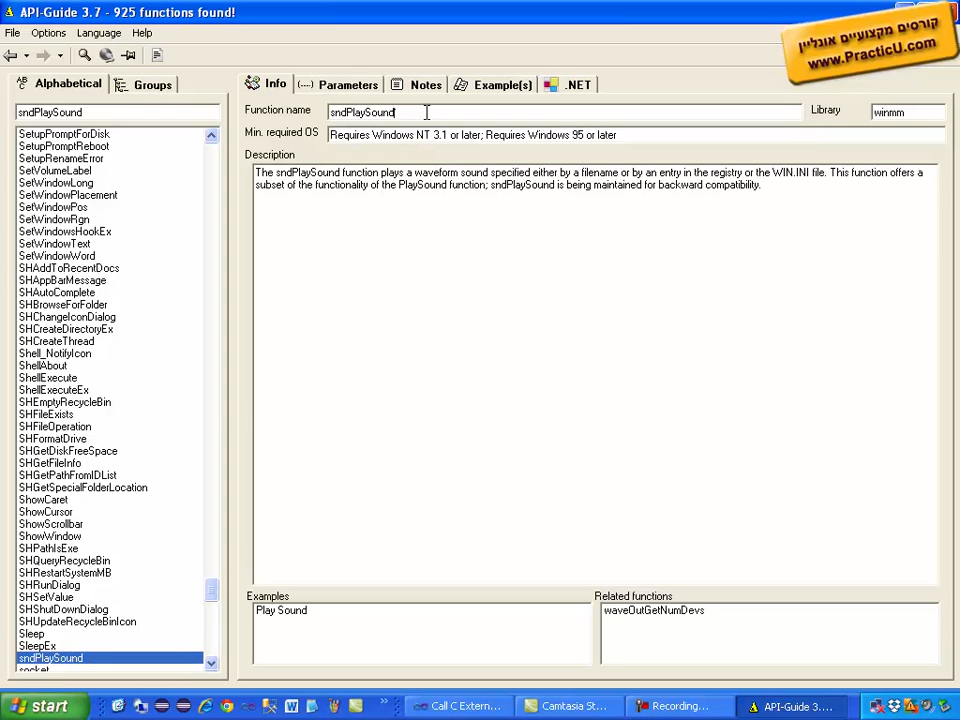 API-Guide 3.7 - 925 functions found!
File Options Language Help
קורסים מקצועיים אונליין
www.PracticU.com
Alphabetical Groups
Info Parameters Notes Example(s) .NET
sndPlaySound
Function name sndPlaySound Library winmm
Min. required OS Requires Windows NT 3.1 or later; Requires Windows 95 or later
Description
The sndPlaySound function plays a waveform sound specified either by a filename or by an entry in the registry or the WIN.INI file. This function offers a
subset of the functionality of the PlaySound function; sndPlaySound is being maintained for backward compatibility.
SetupPromptForDisk
SetupPromptReboot
SetupRenameError
SetVolumeLabel
SetWindowLong
SetWindowPlacement
SetWindowPos
SetWindowRgn
SetWindowsHookEx
SetWindowText
SetWindowWord
SHAddToRecentDocs
SHAppBarMessage
SHAutoComplete
SHBrowseForFolder
SHChangeIconDialog
SHCreateDirectoryEx
SHCreateThread
Shell_NotifyIcon
ShellAbout
ShellExecute
ShellExecuteEx
SHEmptyRecycleBin
SHFileExists
SHFileOperation
SHFormatDrive
SHGetDiskFreeSpace
SHGetFileInfo
SHGetPathFromIDList
SHGetSpecialFolderLocation
ShowCaret
ShowCursor
ShowScrollbar
ShowWindow
SHPathIsExe
SHQueryRecycleBin
SHRestartSystemMB
SHRunDialog
SHSetValue
SHShutDownDialog
SHUpdateRecycleBinIcon
Sleep
SleepEx
sndPlaySound
socket
Examples
Play Sound
Related functions
waveOutGetNumDevs
start Call C Extern... Camtasia St... Recording... API-Guide 3....